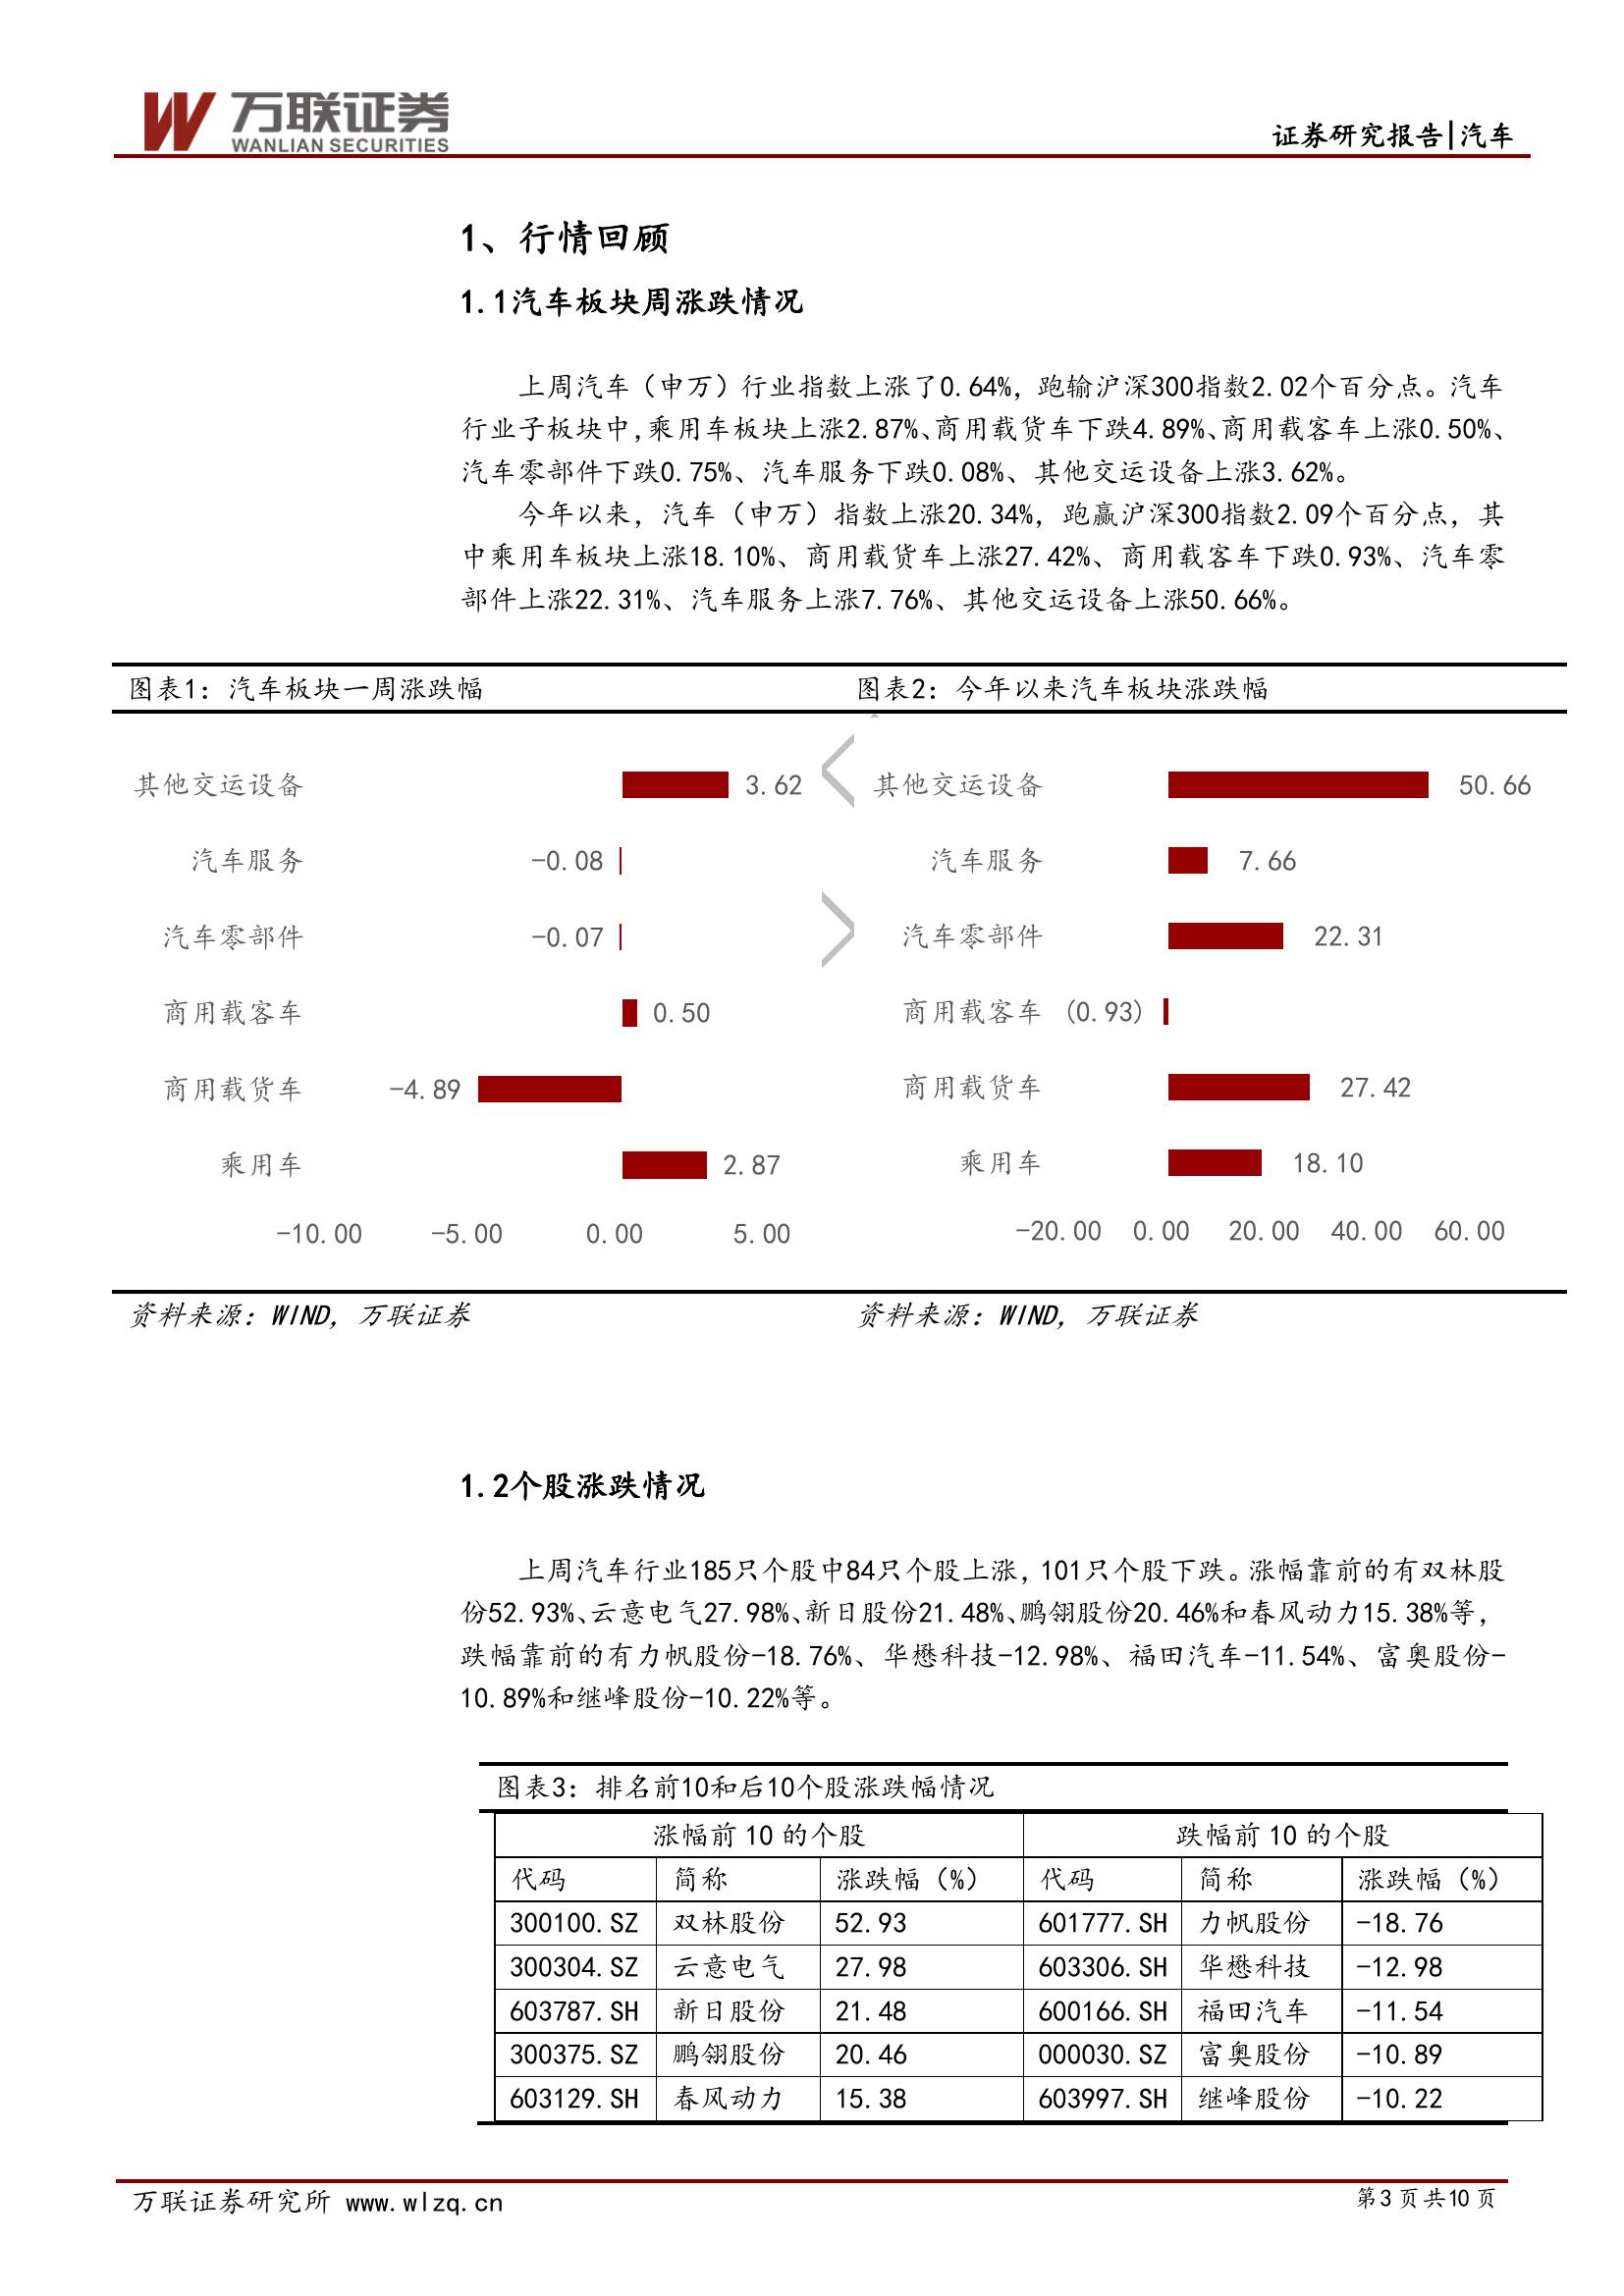 万联证券
WANLIAN SECURITIES
证券研究报告|汽车
1、行情回顾
1.1汽车板块周涨跌情况
上周汽车（申万）行业指数上涨了0.64%，跑输沪深300指数2.02个百分点。汽车
行业子板块中，乘用车板块上涨2.87%、商用载货车下跌4.89%、商用载客车上涨0.50%、
汽车零部件下跌0.75%、汽车服务下跌0.08%、其他交运设备上涨3.62%。
今年以来，汽车（申万）指数上涨20.34%，跑赢沪深300指数2.09个百分点，其
中乘用车板块上涨18.10%、商用载货车上涨27.42%、商用载客车下跌0.93%、汽车零
部件上涨22.31%、汽车服务上涨7.76%、其他交运设备上涨50.66%。
图表1：汽车板块一周涨跌幅
其他交运设备 3.62
汽车服务 -0.08
汽车零部件 -0.07
商用载客车 0.50
商用载货车 -4.89
乘用车 2.87
-10.00 -5.00 0.00 5.00
资料来源：WIND，万联证券
图表2：今年以来汽车板块涨跌幅
其他交运设备 50.66
汽车服务 7.66
汽车零部件 22.31
商用载客车 (0.93)
商用载货车 27.42
乘用车 18.10
-20.00 0.00 20.00 40.00 60.00
资料来源：WIND，万联证券
1.2个股涨跌情况
上周汽车行业185只个股中84只个股上涨，101只个股下跌。涨幅靠前的有双林股
份52.93%、云意电气27.98%、新日股份21.48%、鹏翎股份20.46%和春风动力15.38%等，
跌幅靠前的有力帆股份-18.76%、华懋科技-12.98%、福田汽车-11.54%、富奥股份-
10.89%和继峰股份-10.22%等。
图表3：排名前10和后10个股涨跌幅情况
涨幅前 10 的个股 跌幅前 10 的个股
代码 简称 涨跌幅（%） 代码 简称 涨跌幅（%）
300100.SZ 双林股份 52.93 601777.SH 力帆股份 -18.76
300304.SZ 云意电气 27.98 603306.SH 华懋科技 -12.98
603787.SH 新日股份 21.48 600166.SH 福田汽车 -11.54
300375.SZ 鹏翎股份 20.46 000030.SZ 富奥股份 -10.89
603129.SH 春风动力 15.38 603997.SH 继峰股份 -10.22
万联证券研究所 www.wlzq.cn
第 3 页 共 10 页